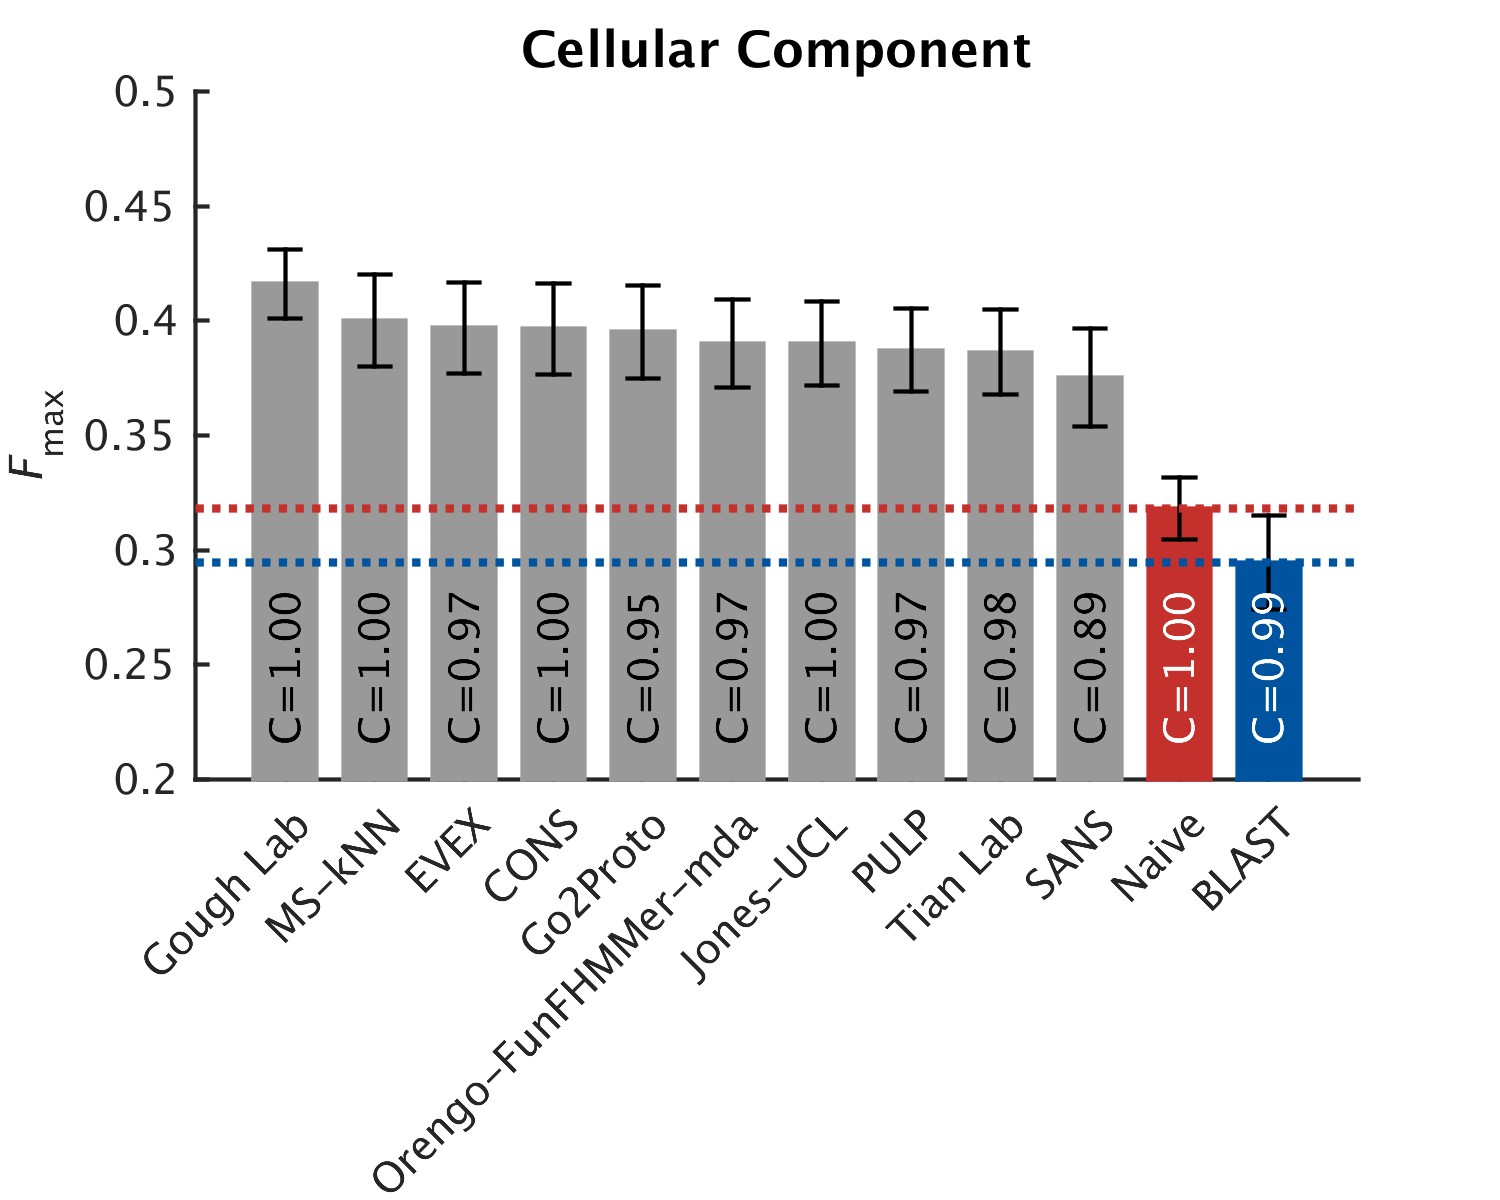 Cellular Component
0.5
0.45
0.4
0.35
0.3
0.25
0.2
F max
C=1.00
C=1.00
C=0.97
C=1.00
C=0.95
C=0.97
C=1.00
C=0.97
C=0.98
C=0.89
C=1.00
C=0.99
Gough Lab
MS-kNN
EVEX
CONS
Go2Proto
Orengo-FunFHMMer-mda
Jones-UCL
PULP
Tian Lab
SANS
Naive
BLAST